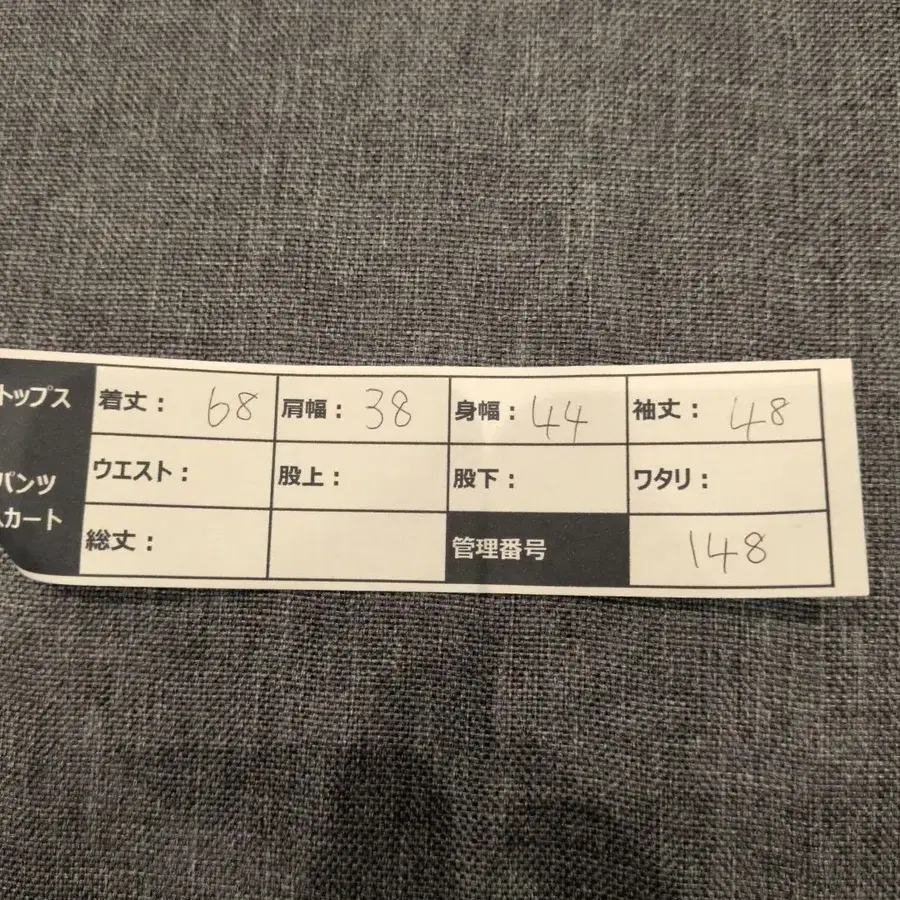 トップス 着丈： 68 肩幅： 38 身幅： 44 袖丈： 48
パンツ ウエスト： 股上： 股下： ワタリ：
カート
総丈： 管理番号 148